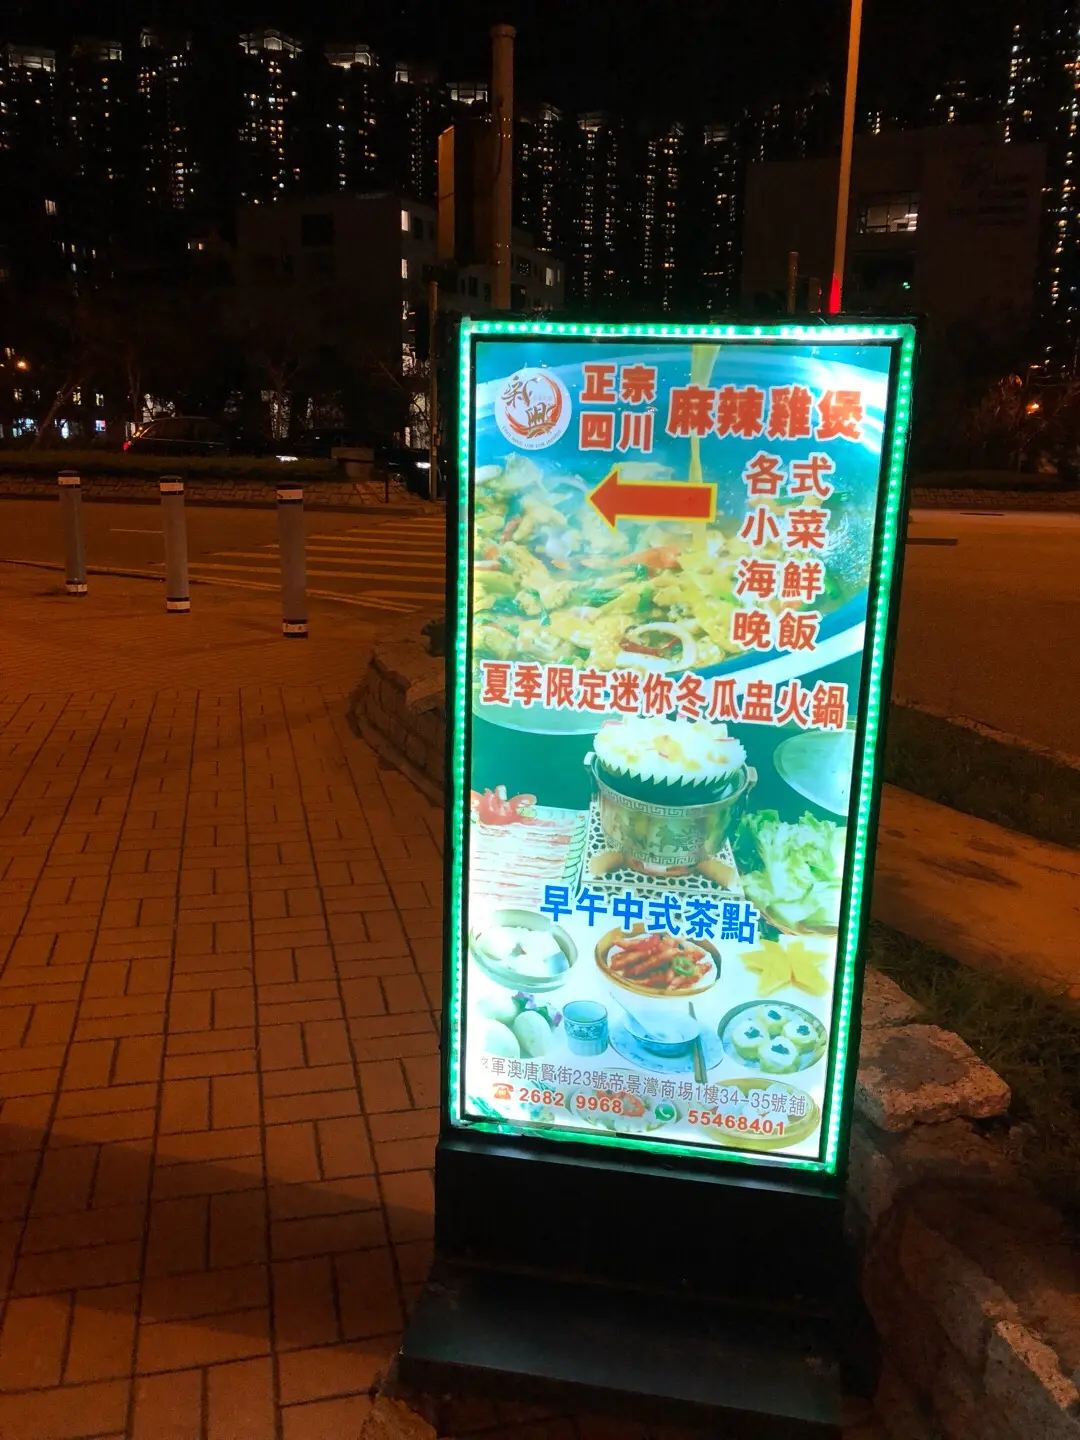 正宗
四川
麻辣雞煲
各式
小菜
海鮮
晚飯
夏季限定迷你冬瓜盅火鍋
早午中式茶點
軍澳唐賢街23號帝景灣商場1樓34-35號舖
☎2682 9968 55468401